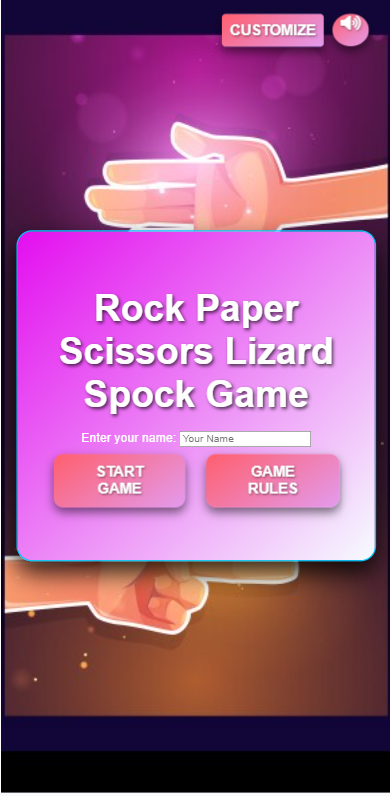 CUSTOMIZE
Rock Paper
Scissors Lizard
Spock Game
Enter your name: Your Name
START
GAME
GAME
RULES